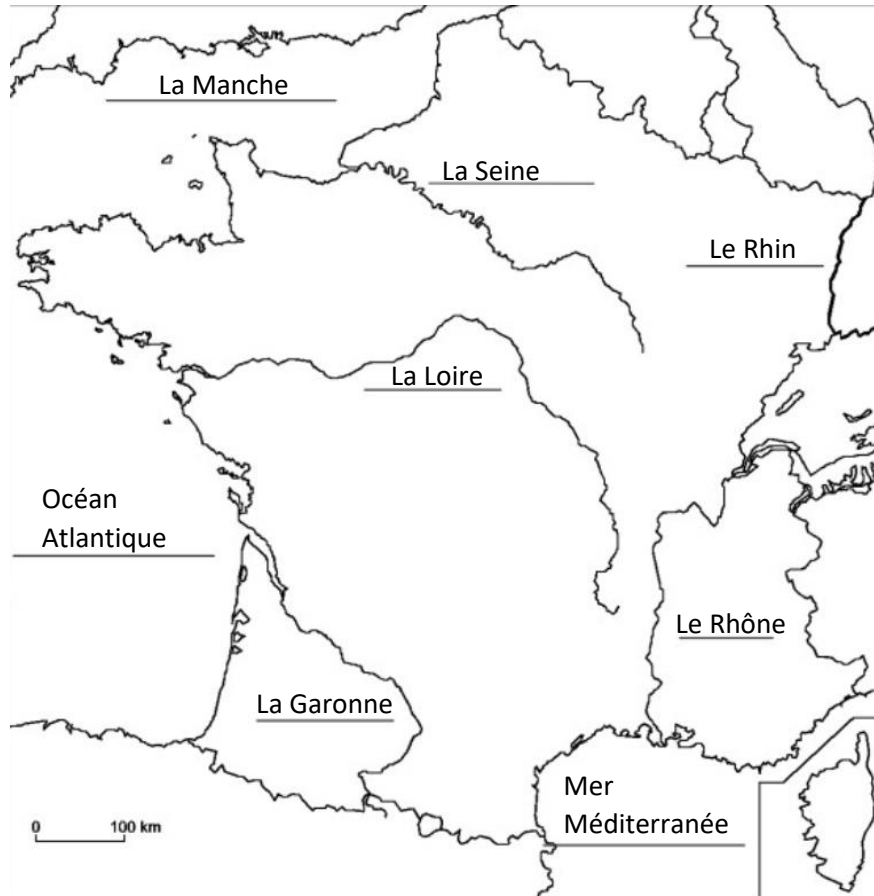 La Manche
La Seine
Le Rhin
La Loire
Océan
Atlantique
Le Rhône
La Garonne
Mer
Méditerranée
0 100 km